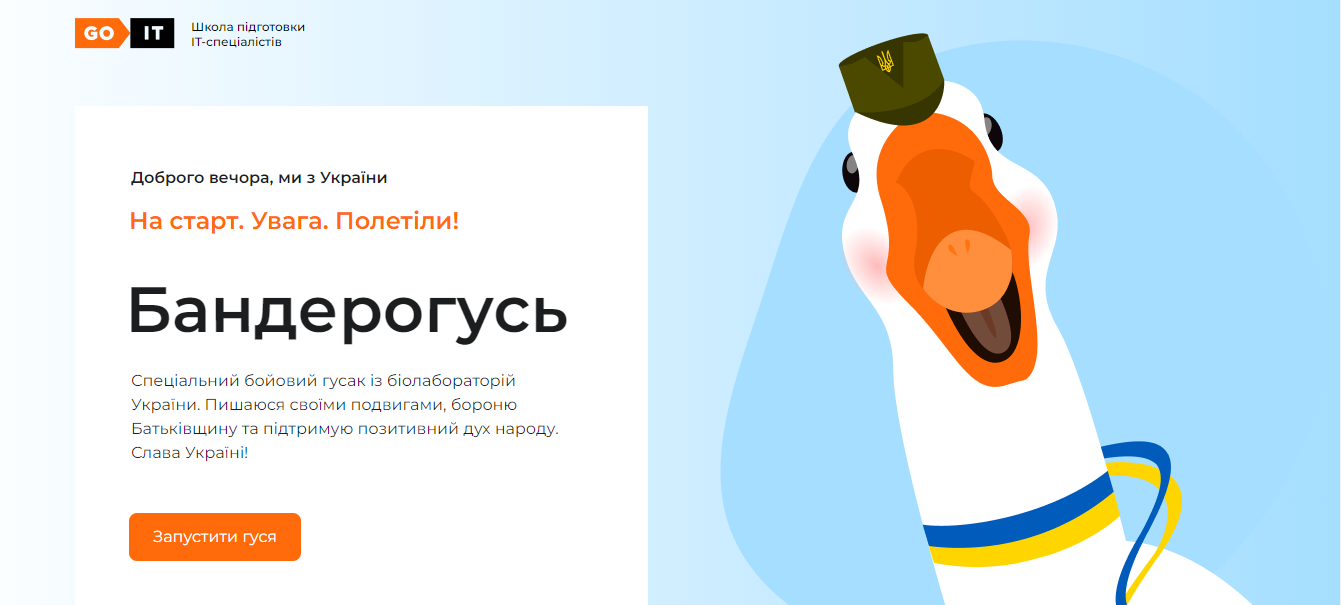 GO IT
Школа підготовки
IT-спеціалістів
Доброго вечора, ми з України
На старт. Увага. Полетіли!
Бандерогусь
Спеціальний бойовий гусак із біолабораторій
України. Пишаюся своїми подвигами, бороню
Батьківщину та підтримую позитивний дух народу.
Слава Україні!
Запустити гуся